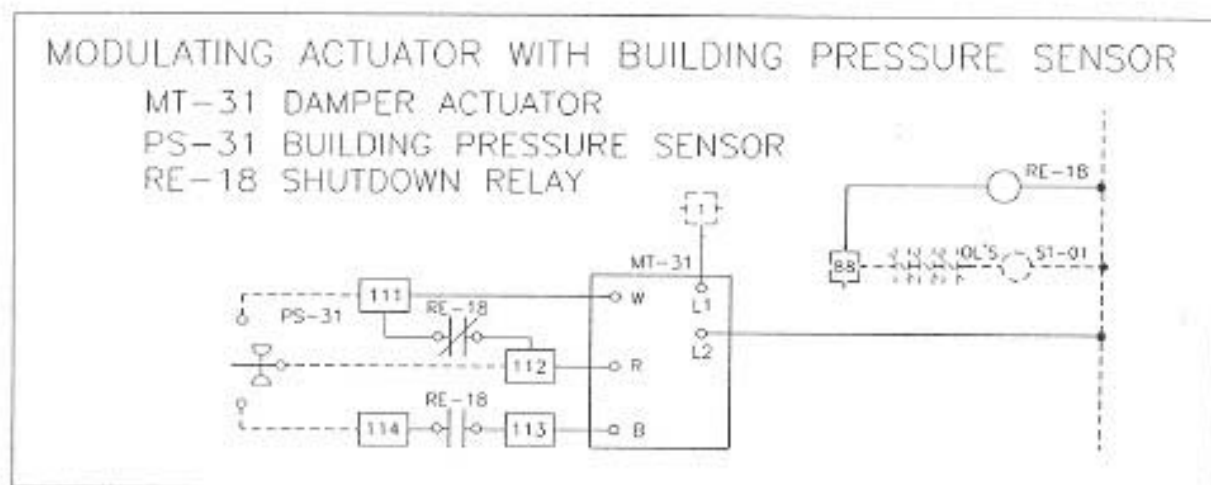 MODULATING ACTUATOR WITH BUILDING PRESSURE SENSOR
MT-31 DAMPER ACTUATOR
PS-31 BUILDING PRESSURE SENSOR
RE-18 SHUTDOWN RELAY
RE-18
1
MT-31
88
OL'S
ST-01
111
W
L1
PS-31
RE-18
L2
112
R
RE-18
114
113
B